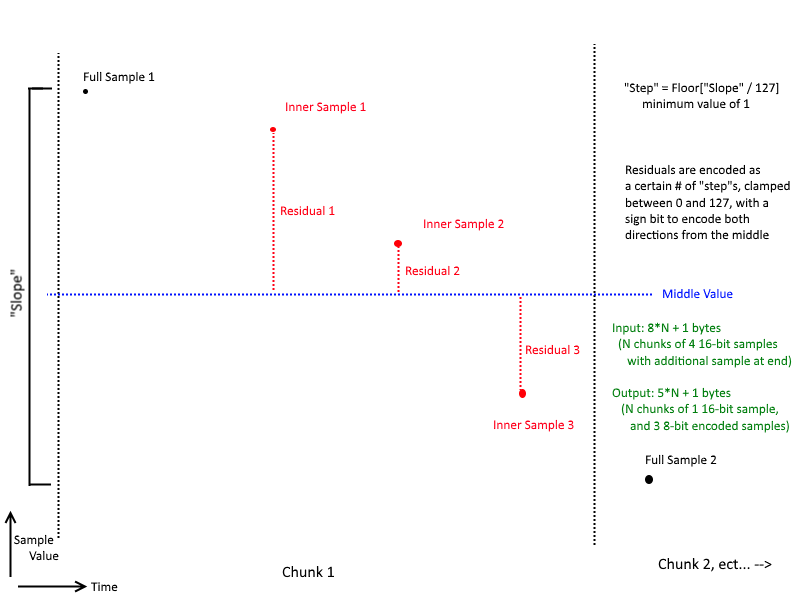 Full Sample 1
Inner Sample 1
Residual 1
Inner Sample 2
Residual 2
"Slope"
Middle Value
Residual 3
Inner Sample 3
"Step" = Floor["Slope" / 127]
minimum value of 1
Residuals are encoded as
a certain # of "step"s, clamped
between 0 and 127, with a
sign bit to encode both
directions from the middle
Input: 8*N + 1 bytes
(N chunks of 4 16-bit samples
with additional sample at end)
Output: 5*N + 1 bytes
(N chunks of 1 16-bit sample,
and 3 8-bit encoded samples)
Full Sample 2
Sample
Value
Time
Chunk 1
Chunk 2, ect... -->